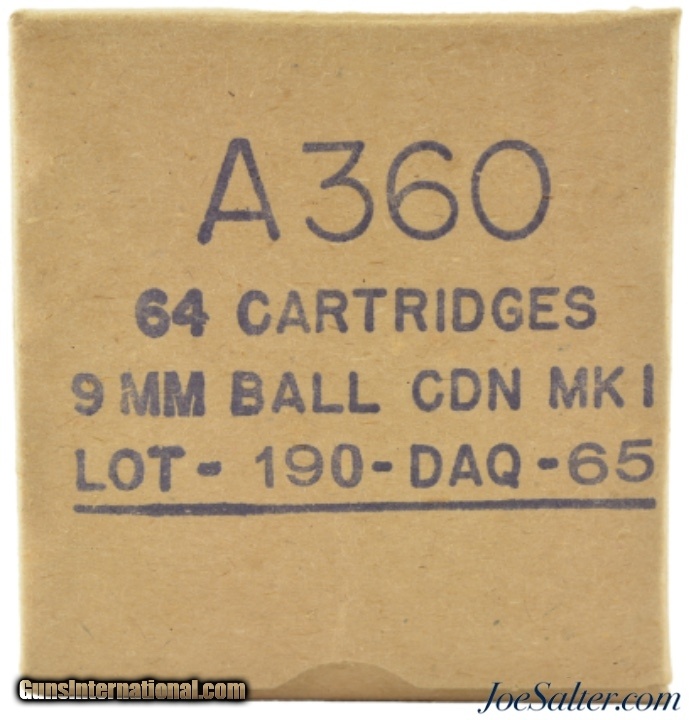 A360
64 CARTRIDGES
9 MM BALL CDN MK I
LOT - 190 - DAQ - 65
GunsInternational.com
JoeSalter.com